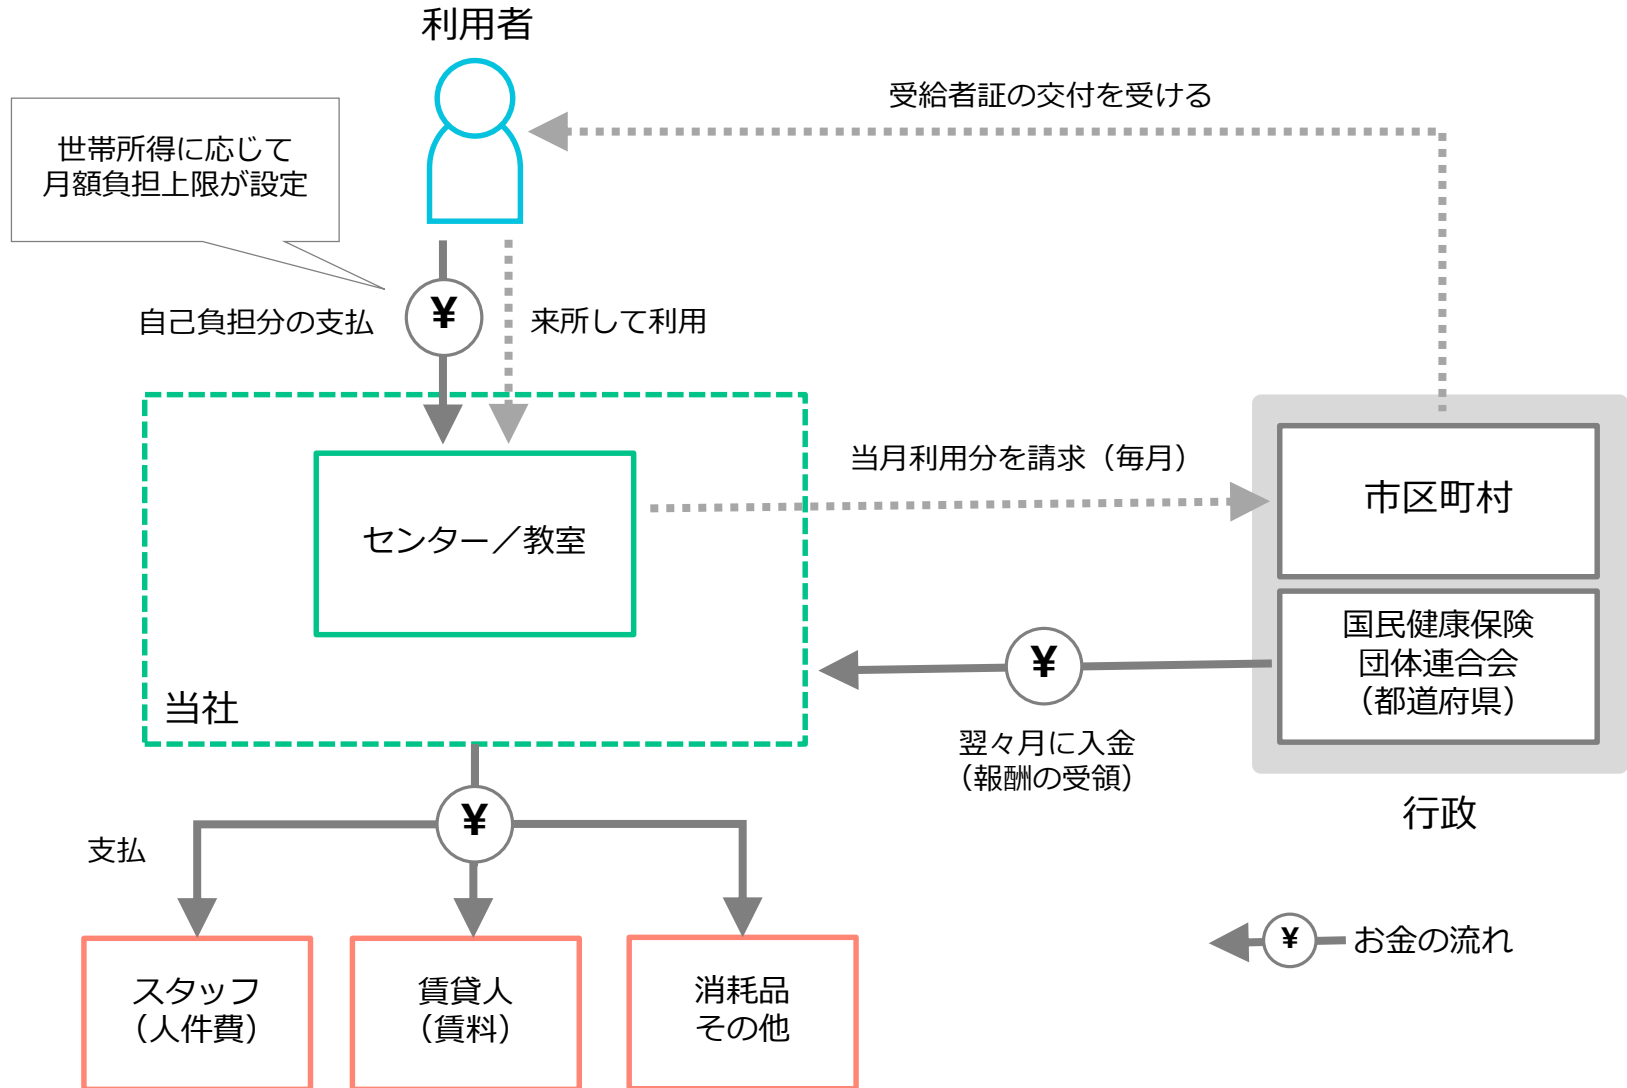 利用者
受給者証の交付を受ける
世帯所得に応じて
月額負担上限が設定
¥
自己負担分の支払
来所して利用
当月利用分を請求（毎月）
市区町村
センター／教室
国民健康保険
団体連合会
（都道府県）
¥
当社
翌々月に入金
（報酬の受領）
行政
¥
支払
¥
お金の流れ
スタッフ
（人件費）
賃貸人
（賃料）
消耗品
その他